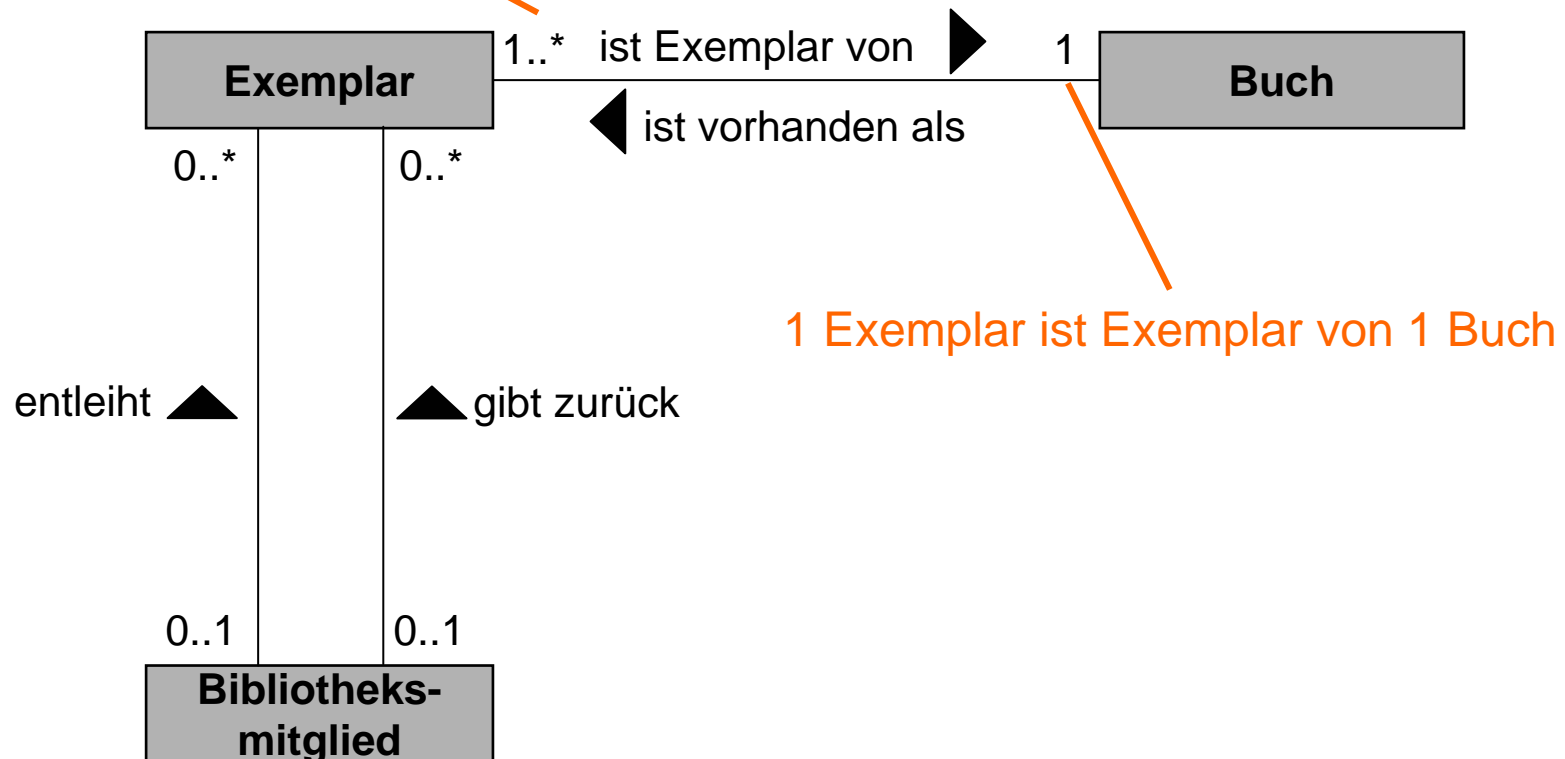 1..* ist Exemplar von 1
Exemplar
Buch
ist vorhanden als
0..* 0..*
1 Exemplar ist Exemplar von 1 Buch
entleiht gibt zurück
0..1 0..1
Bibliotheks-
mitglied